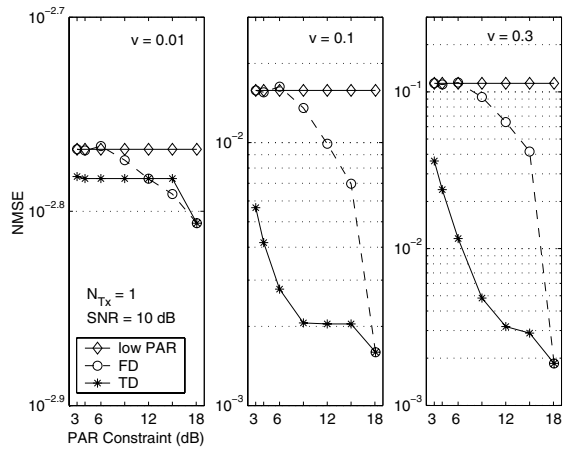 v = 0.01
v = 0.1
v = 0.3
10^-2.7
10^-2.8
10^-2.9
NMSE
10^-2
10^-3
10^-1
10^-2
10^-3
N_Tx = 1
SNR = 10 dB
low PAR
FD
TD
3 6 12 18
3 6 12 18
3 6 12 18
PAR Constraint (dB)